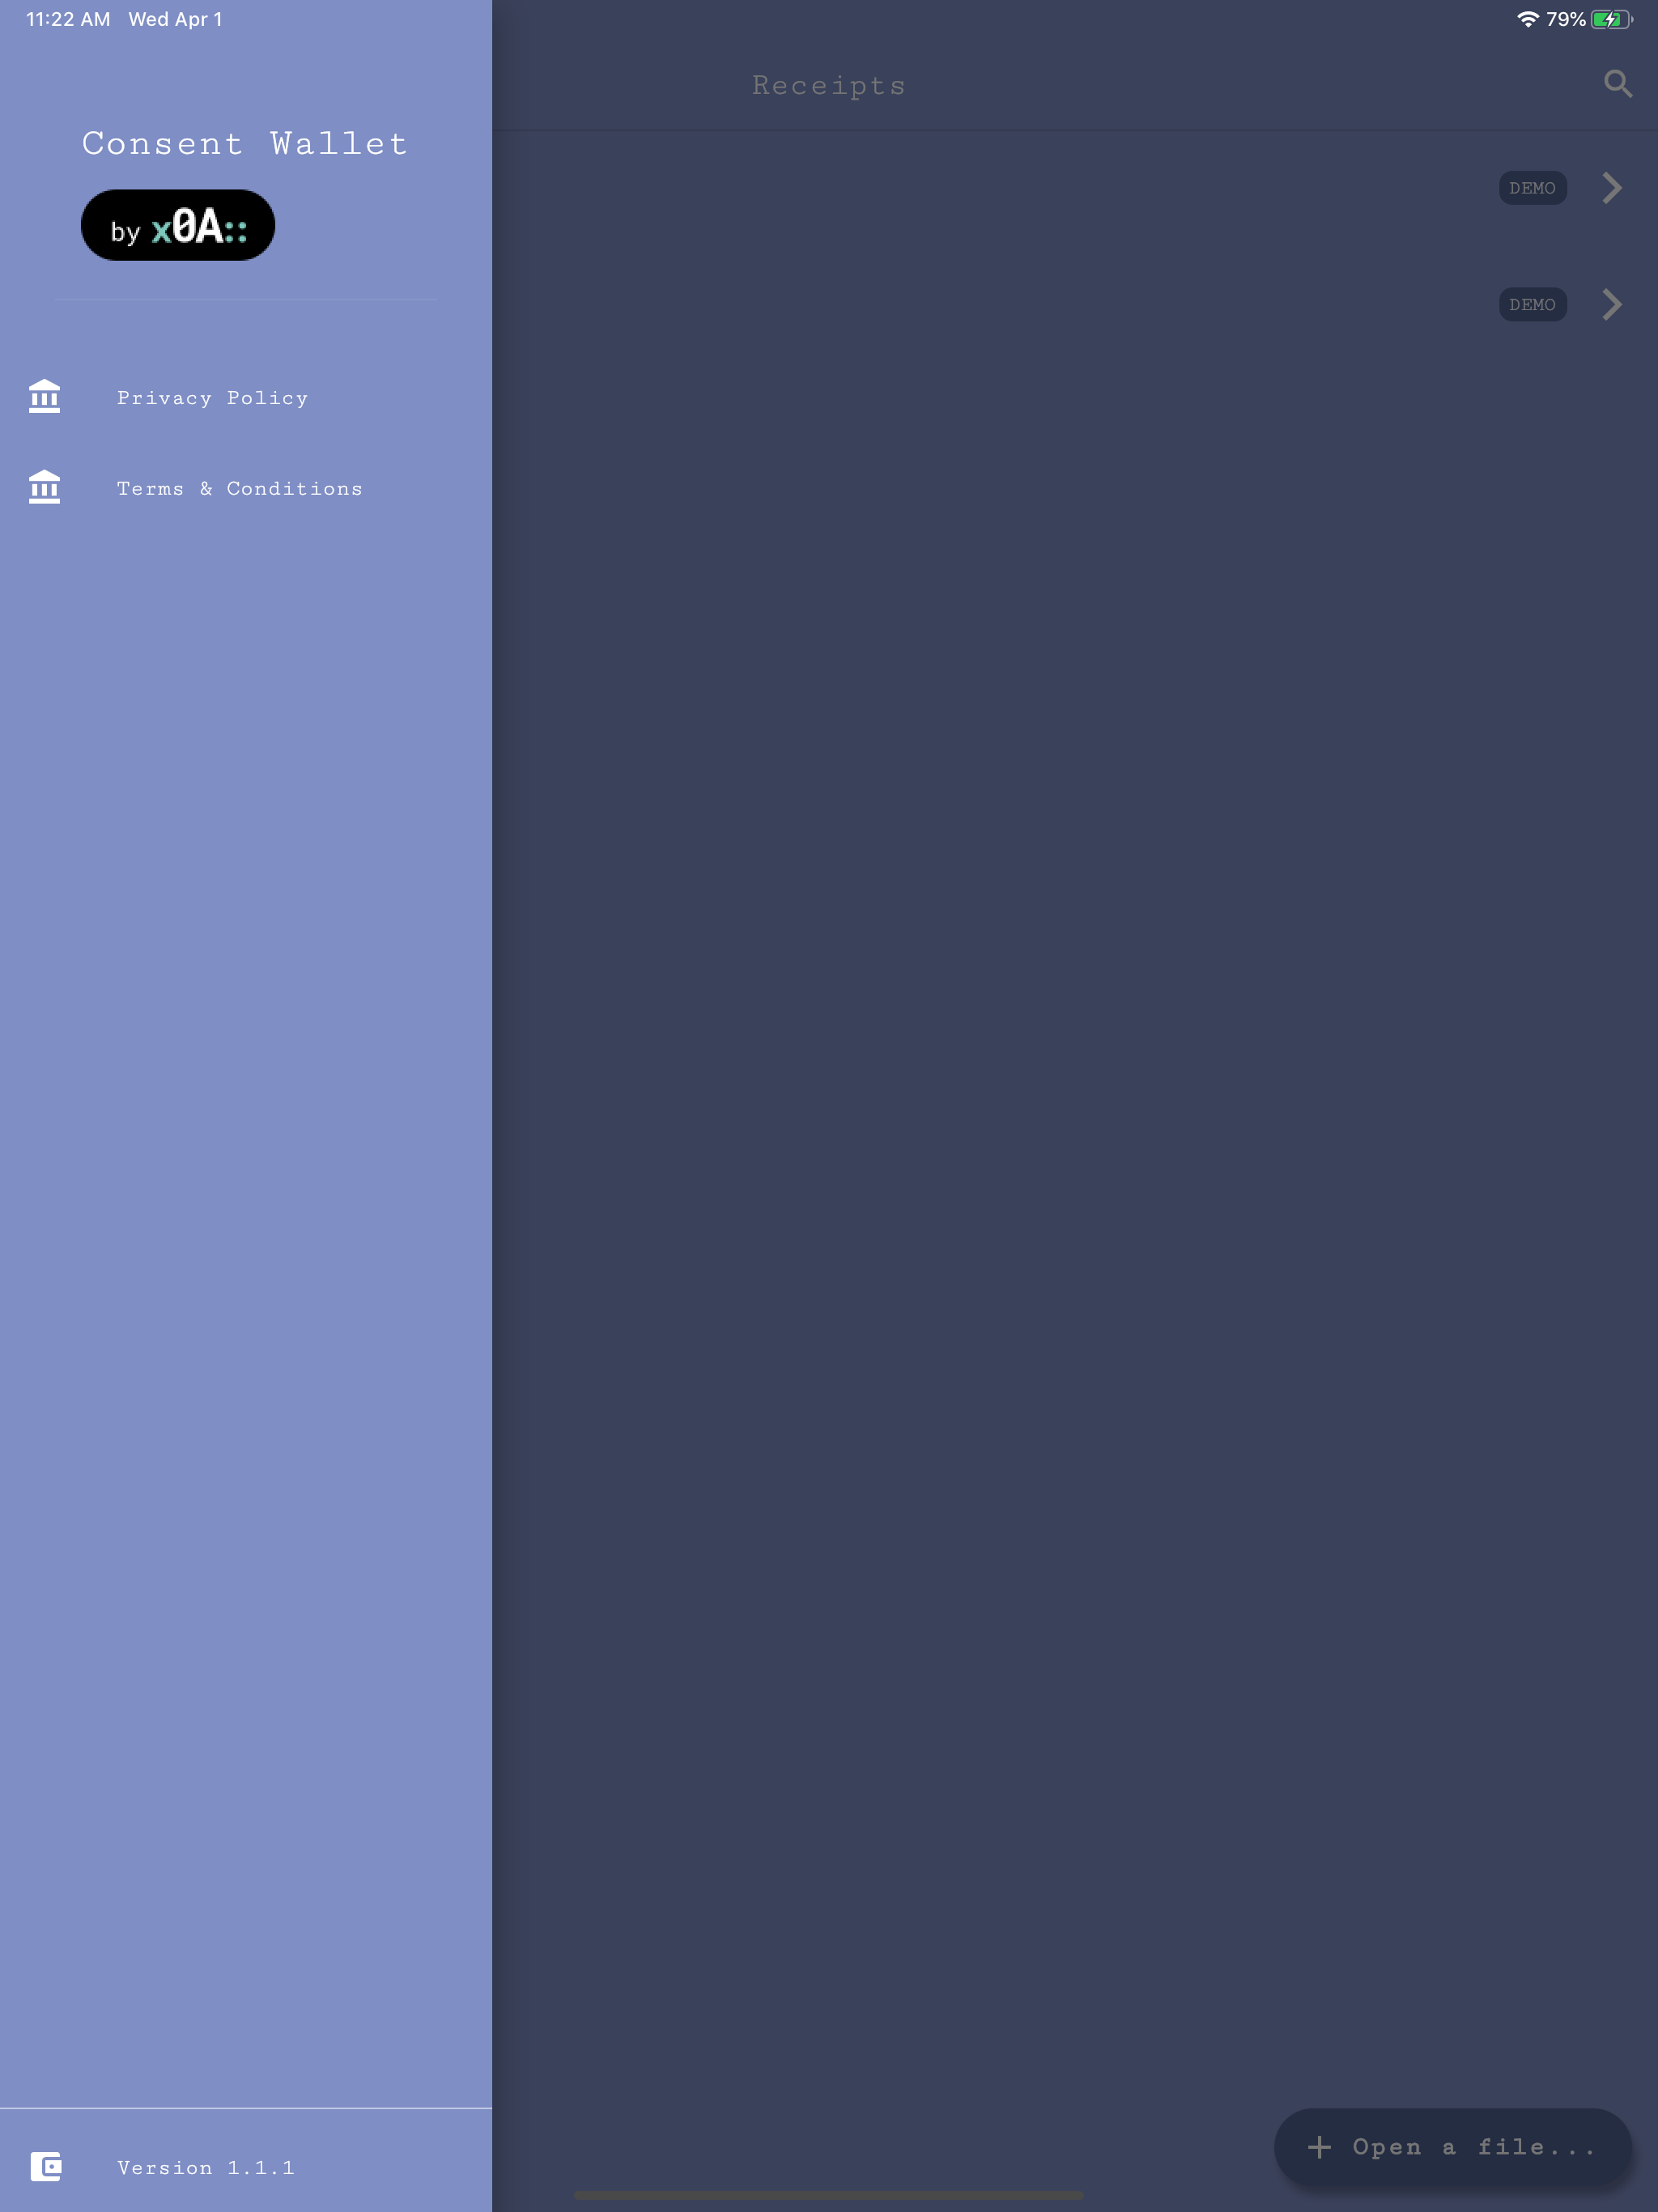 11:22 AM Wed Apr 1
79%
Consent Wallet
by x0A::
Privacy Policy
Terms & Conditions
Version 1.1.1
Receipts
DEMO
DEMO
Open a file...